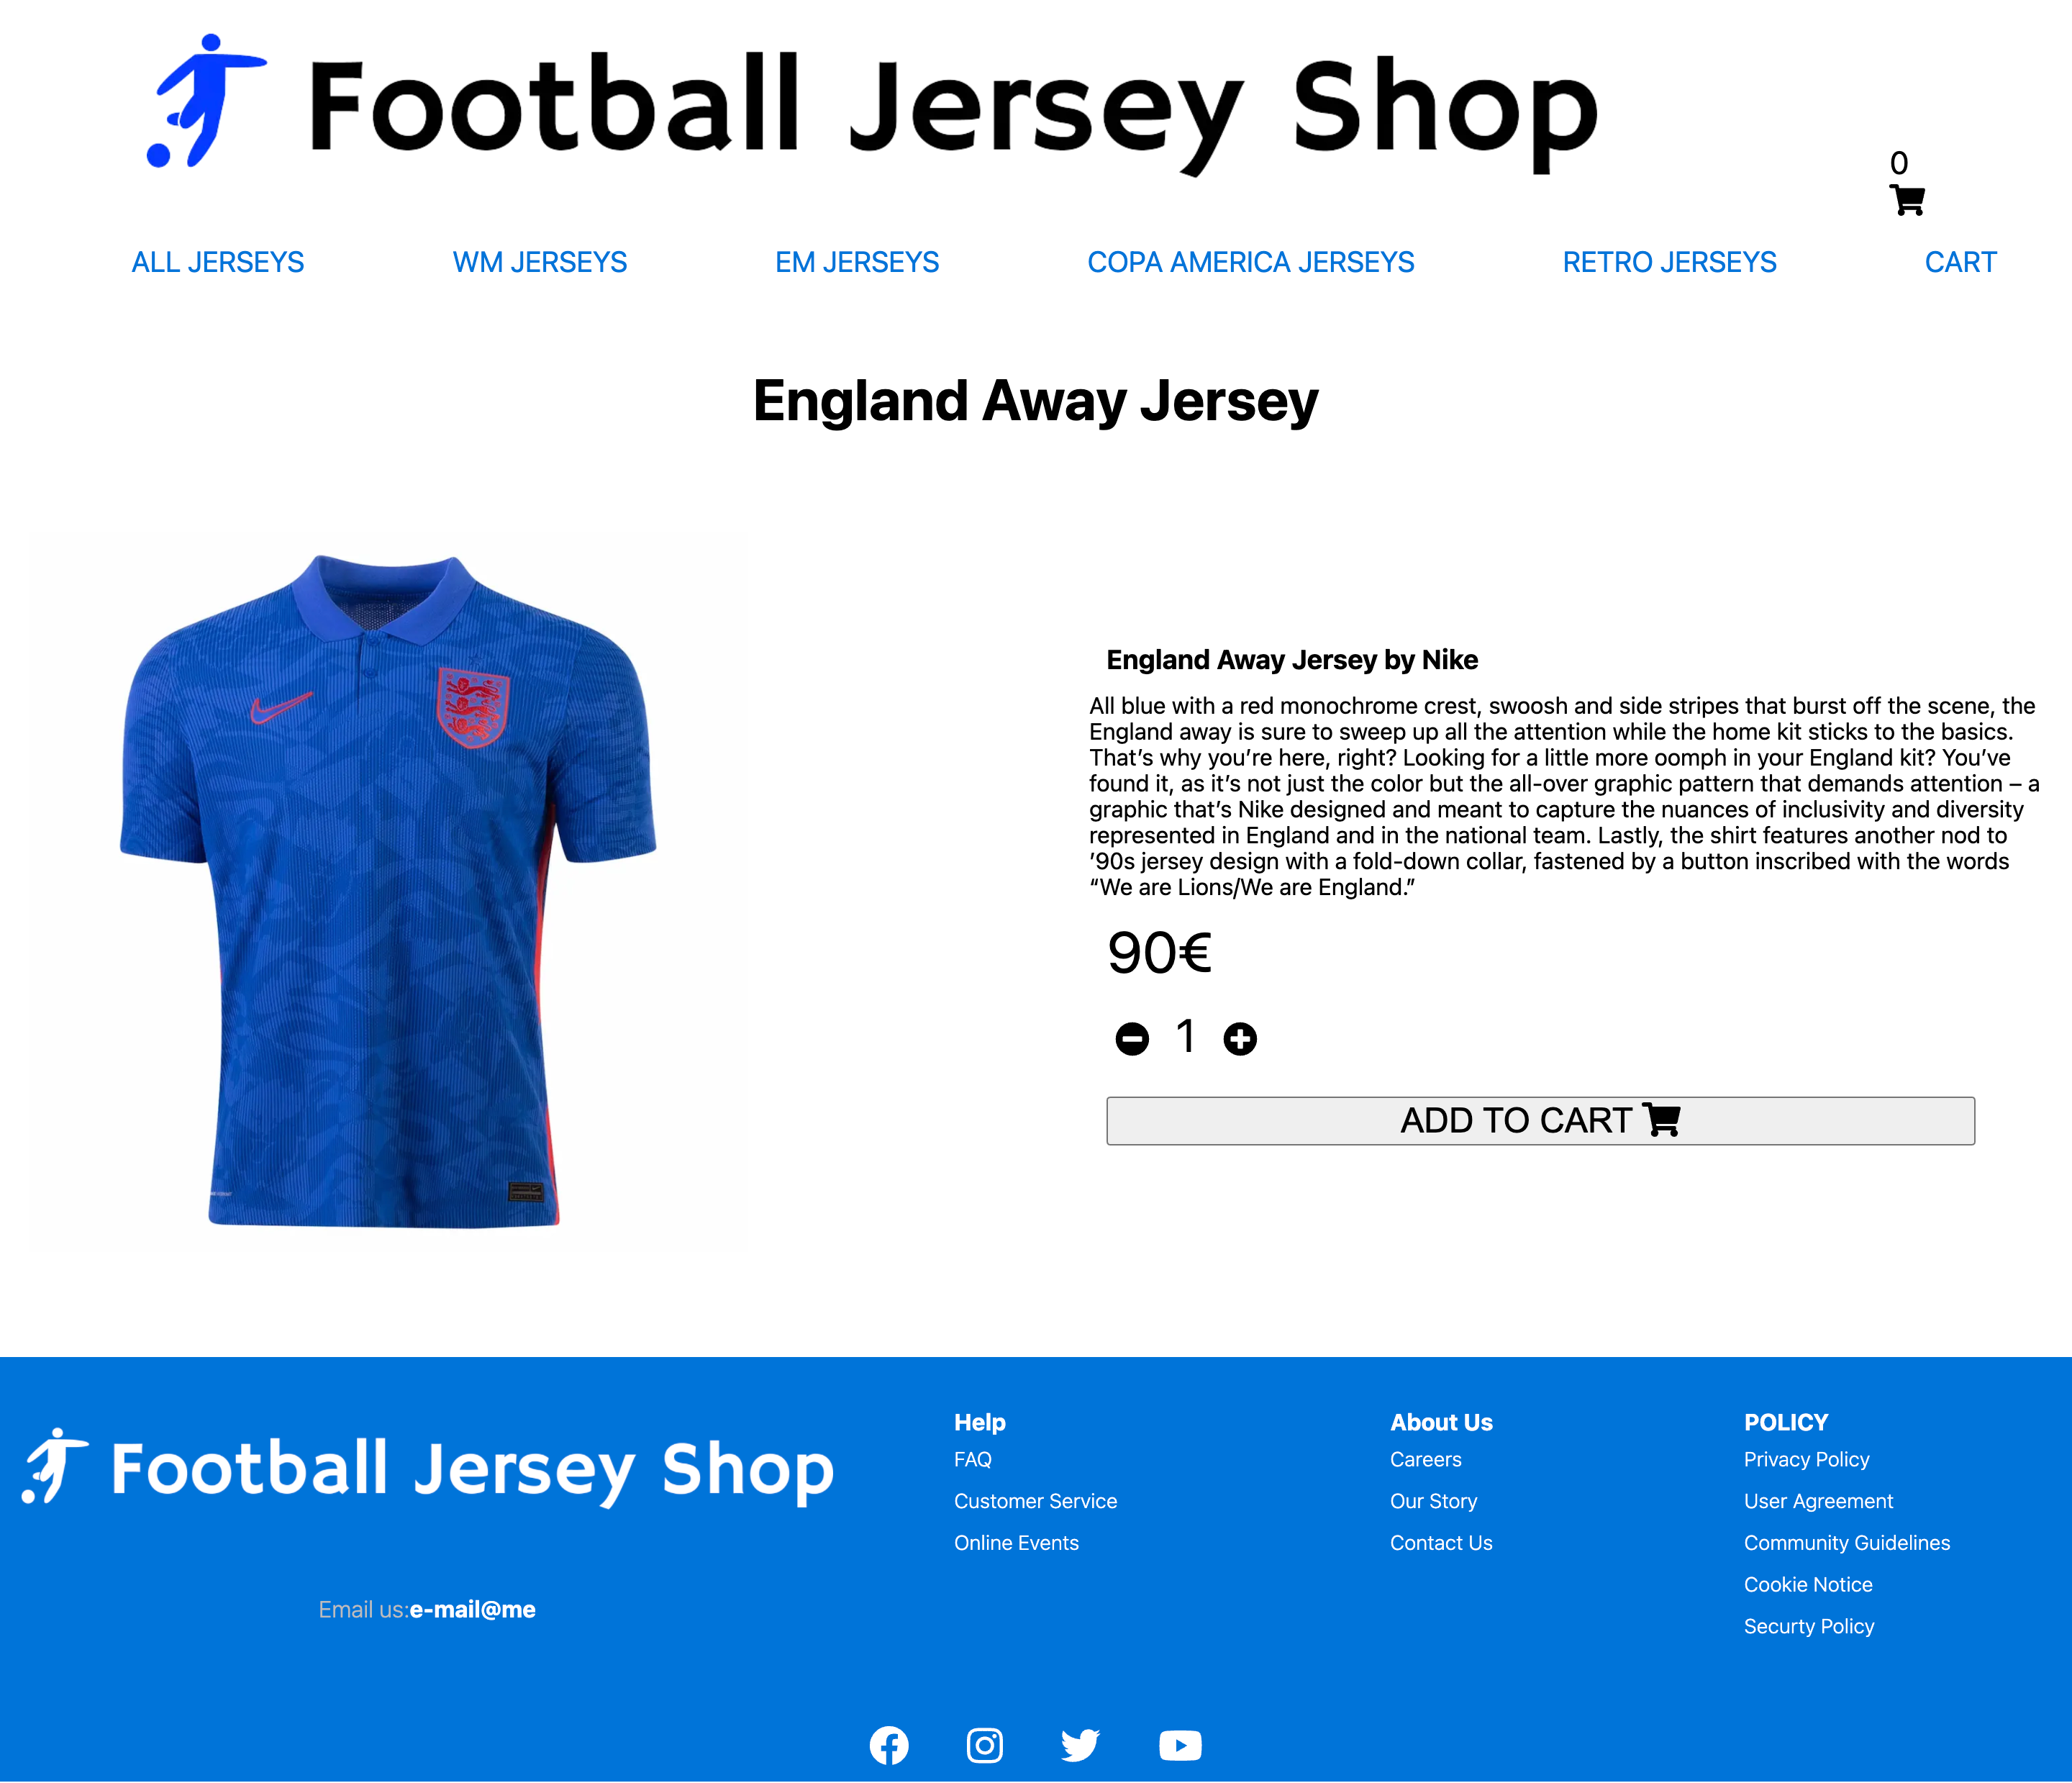 Football Jersey Shop
0
ALL JERSEYS WM JERSEYS EM JERSEYS COPA AMERICA JERSEYS RETRO JERSEYS CART
England Away Jersey
England Away Jersey by Nike
All blue with a red monochrome crest, swoosh and side stripes that burst off the scene, the
England away is sure to sweep up all the attention while the home kit sticks to the basics.
That’s why you’re here, right? Looking for a little more oomph in your England kit? You’ve
found it, as it’s not just the color but the all-over graphic pattern that demands attention – a
graphic that’s Nike designed and meant to capture the nuances of inclusivity and diversity
represented in England and in the national team. Lastly, the shirt features another nod to
’90s jersey design with a fold-down collar, fastened by a button inscribed with the words
“We are Lions/We are England.”
90€
1
ADD TO CART
Football Jersey Shop
Email us:e-mail@me
Help
FAQ
Customer Service
Online Events
About Us
Careers
Our Story
Contact Us
POLICY
Privacy Policy
User Agreement
Community Guidelines
Cookie Notice
Securty Policy